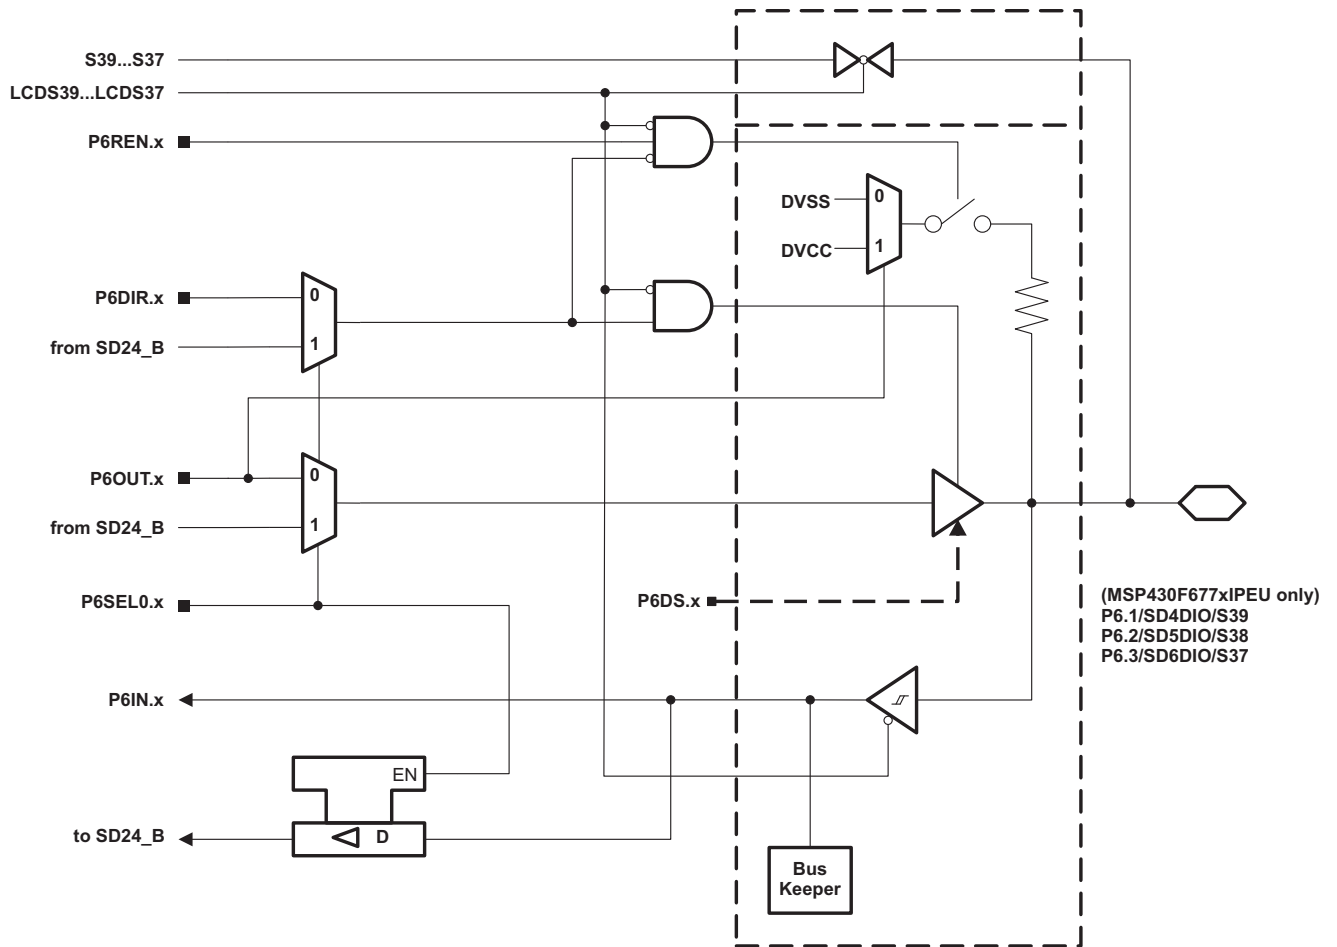 S39...S37
LCDS39...LCDS37
P6REN.x
DVSS
0
DVCC
1
P6DIR.x
0
from SD24_B
1
P6OUT.x
0
from SD24_B
1
P6SEL0.x
P6DS.x
(MSP430F677xIPEU only)
P6.1/SD4DIO/S39
P6.2/SD5DIO/S38
P6.3/SD6DIO/S37
P6IN.x
EN
to SD24_B
D
Bus
Keeper